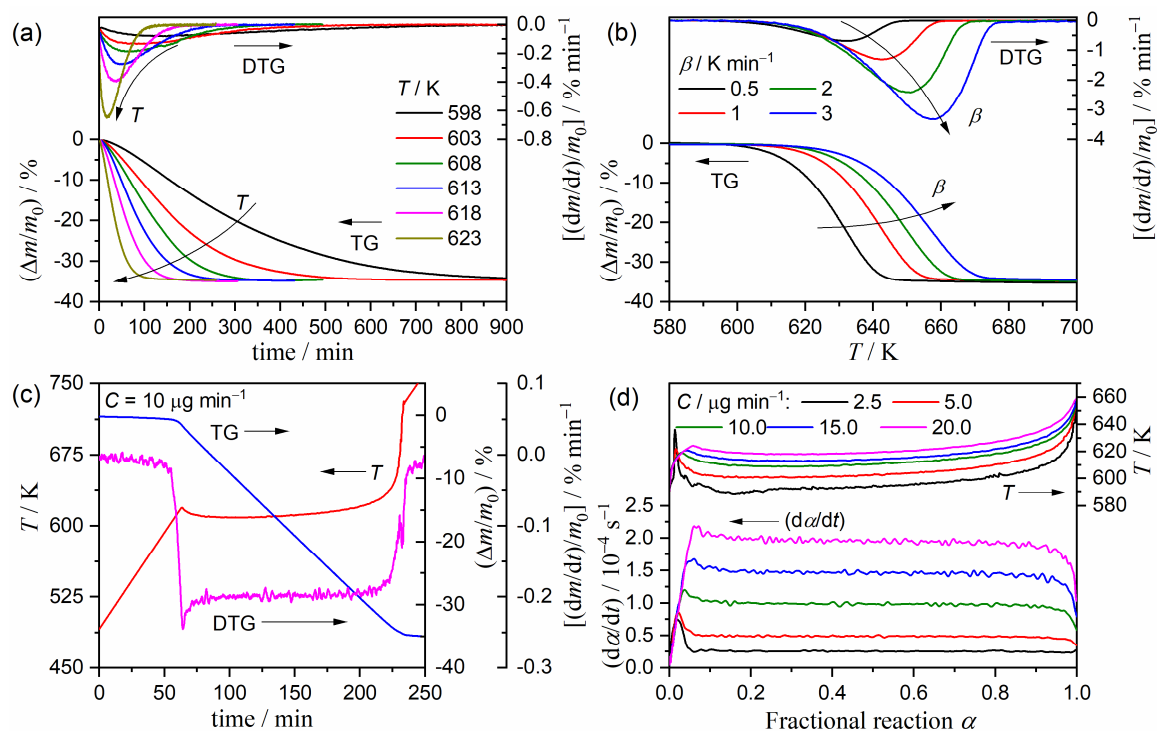 (a)
0.0
-0.2
-0.4
-0.6
-0.8
[(dm/dt)/m₀] / % min⁻¹
DTG
T
T / K
598
603
608
613
618
623
0
-10
-20
-30
-40
(Δm/m₀) / %
T
TG
0 100 200 300 400 500 600 700 800 900
time / min
(b)
0
-1
-2
-3
-4
[(dm/dt)/m₀] / % min⁻¹
DTG
β / K min⁻¹
0.5 2
1 3
β
0
-10
-20
-30
-40
(Δm/m₀) / %
TG
β
580 600 620 640 660 680 700
T / K
(c)
C = 10 μg min⁻¹
750
675
600
525
450
T / K
TG
T
DTG
0
-10
-20
-30
-40
(Δm/m₀) / %
0.1
0.0
-0.1
-0.2
-0.3
[(dm/dt)/m₀] / % min⁻¹
0 50 100 150 200 250
time / min
(d)
C / μg min⁻¹: 2.5 5.0
10.0 15.0 20.0
660
640
620
600
580
T / K
T
(dα/dt)
2.5
2.0
1.5
1.0
0.5
0.0
(dα/dt) / 10⁻⁴ s⁻¹
0.0 0.2 0.4 0.6 0.8 1.0
Fractional reaction α